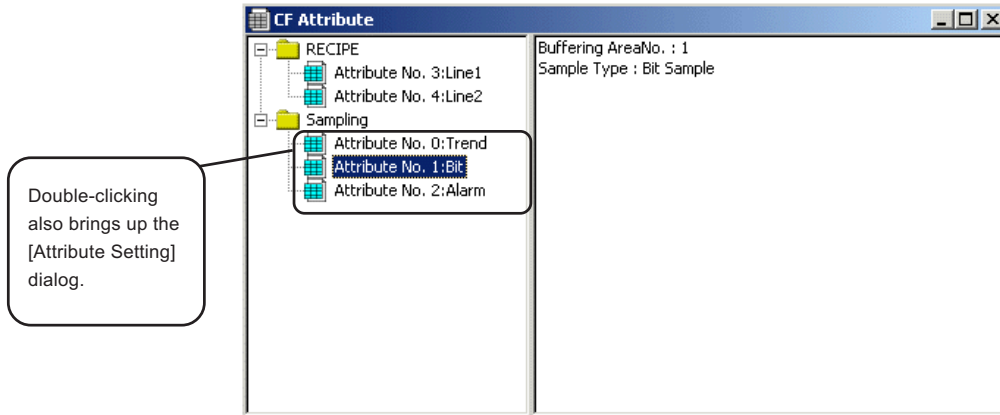 CF Attribute
RECIPE
Attribute No. 3:Line1
Attribute No. 4:Line2
Sampling
Attribute No. 0:Trend
Attribute No. 1:Bit
Attribute No. 2:Alarm
Buffering AreaNo. : 1
Sample Type : Bit Sample
Double-clicking
also brings up the
[Attribute Setting]
dialog.